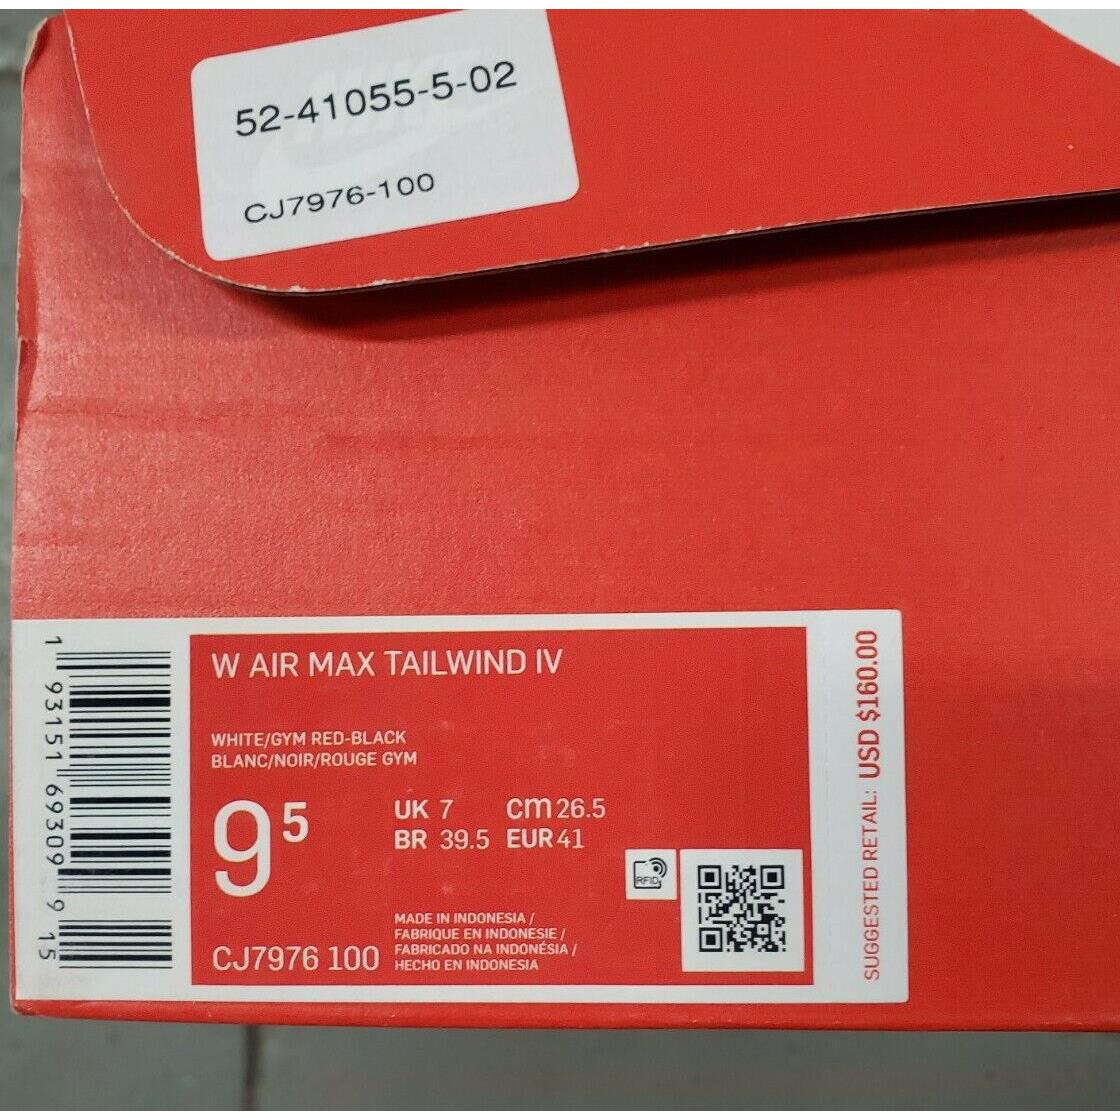 52-41055-5-02
CJ7976-100
W AIR MAX TAILWIND IV
WHITE/GYM RED-BLACK
BLANC/NOIR/ROUGE GYM
9 5
UK 7 cm 26.5
BR 39.5 EUR 41
RFID
MADE IN INDONESIA /
FABRIQUE EN INDONESIE /
FABRICADO NA INDONÉSIA /
HECHO EN INDONESIA
CJ7976 100
1 93151 69309 9 15
SUGGESTED RETAIL: USD $160.00